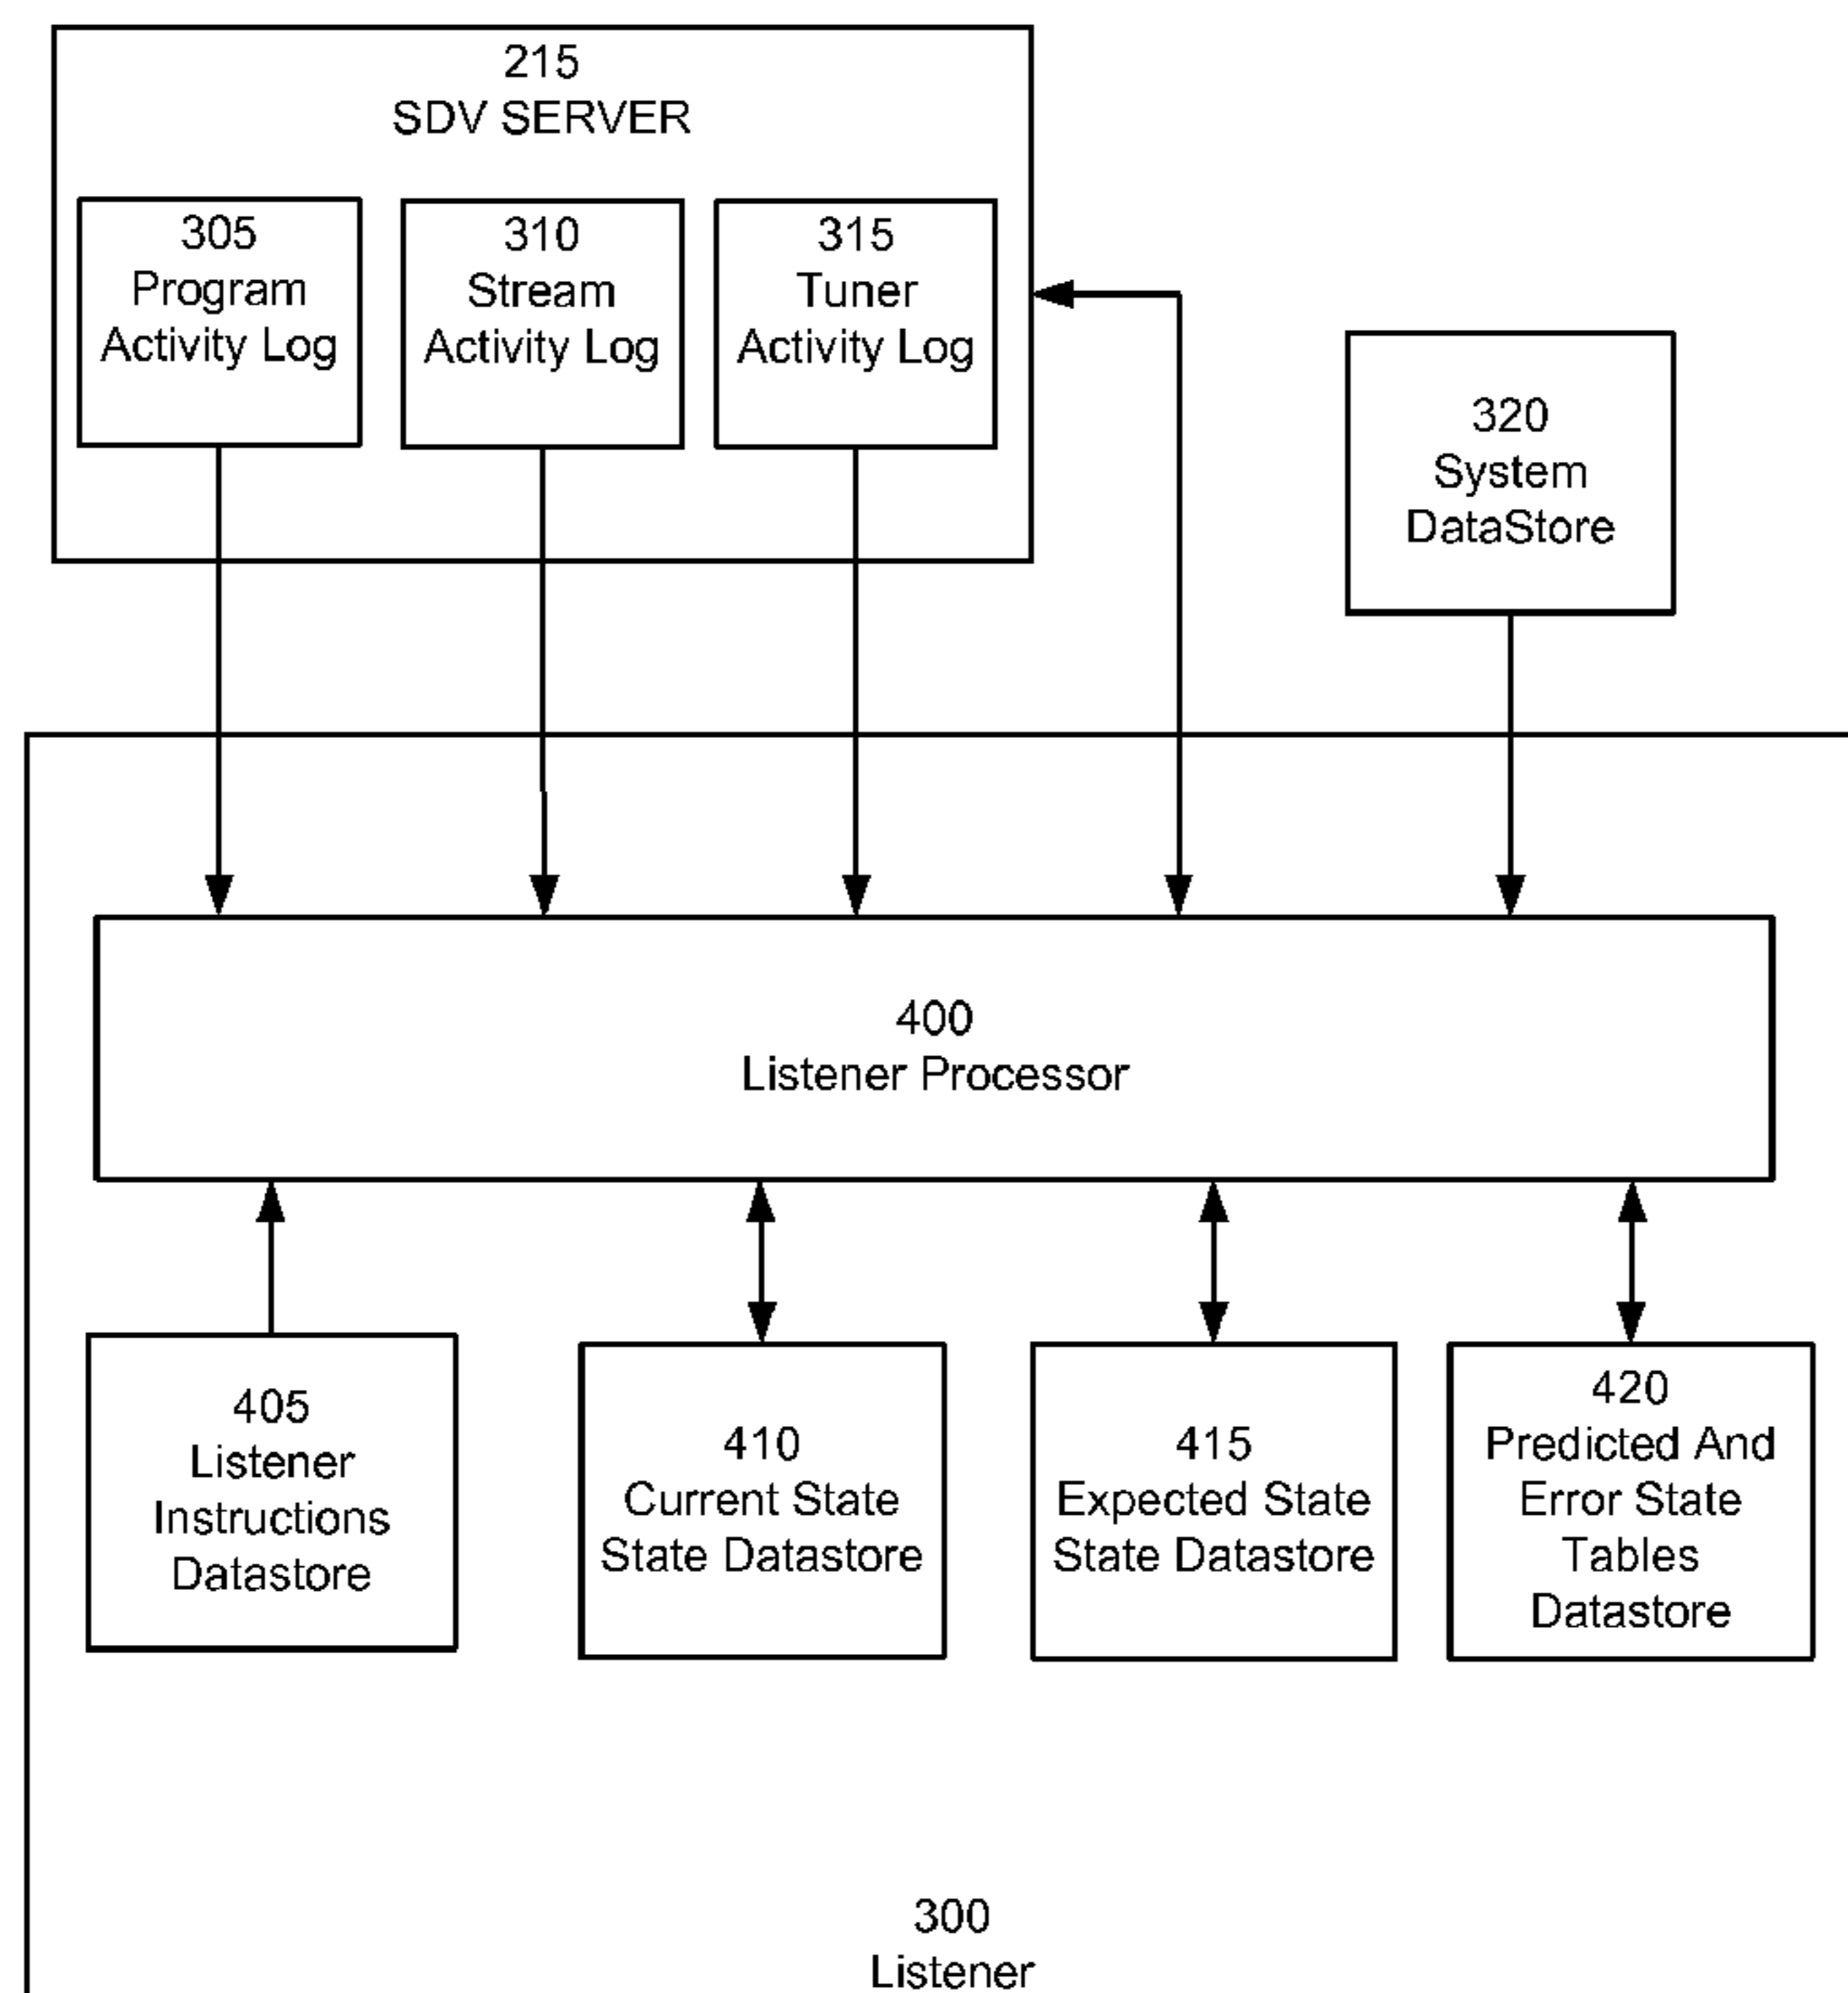 215
SDV SERVER
305
Program
Activity Log
310
Stream
Activity Log
315
Tuner
Activity Log
320
System
DataStore
400
Listener Processor
405
Listener
Instructions
Datastore
410
Current State
State Datastore
415
Expected State
State Datastore
420
Predicted And
Error State
Tables
Datastore
300
Listener